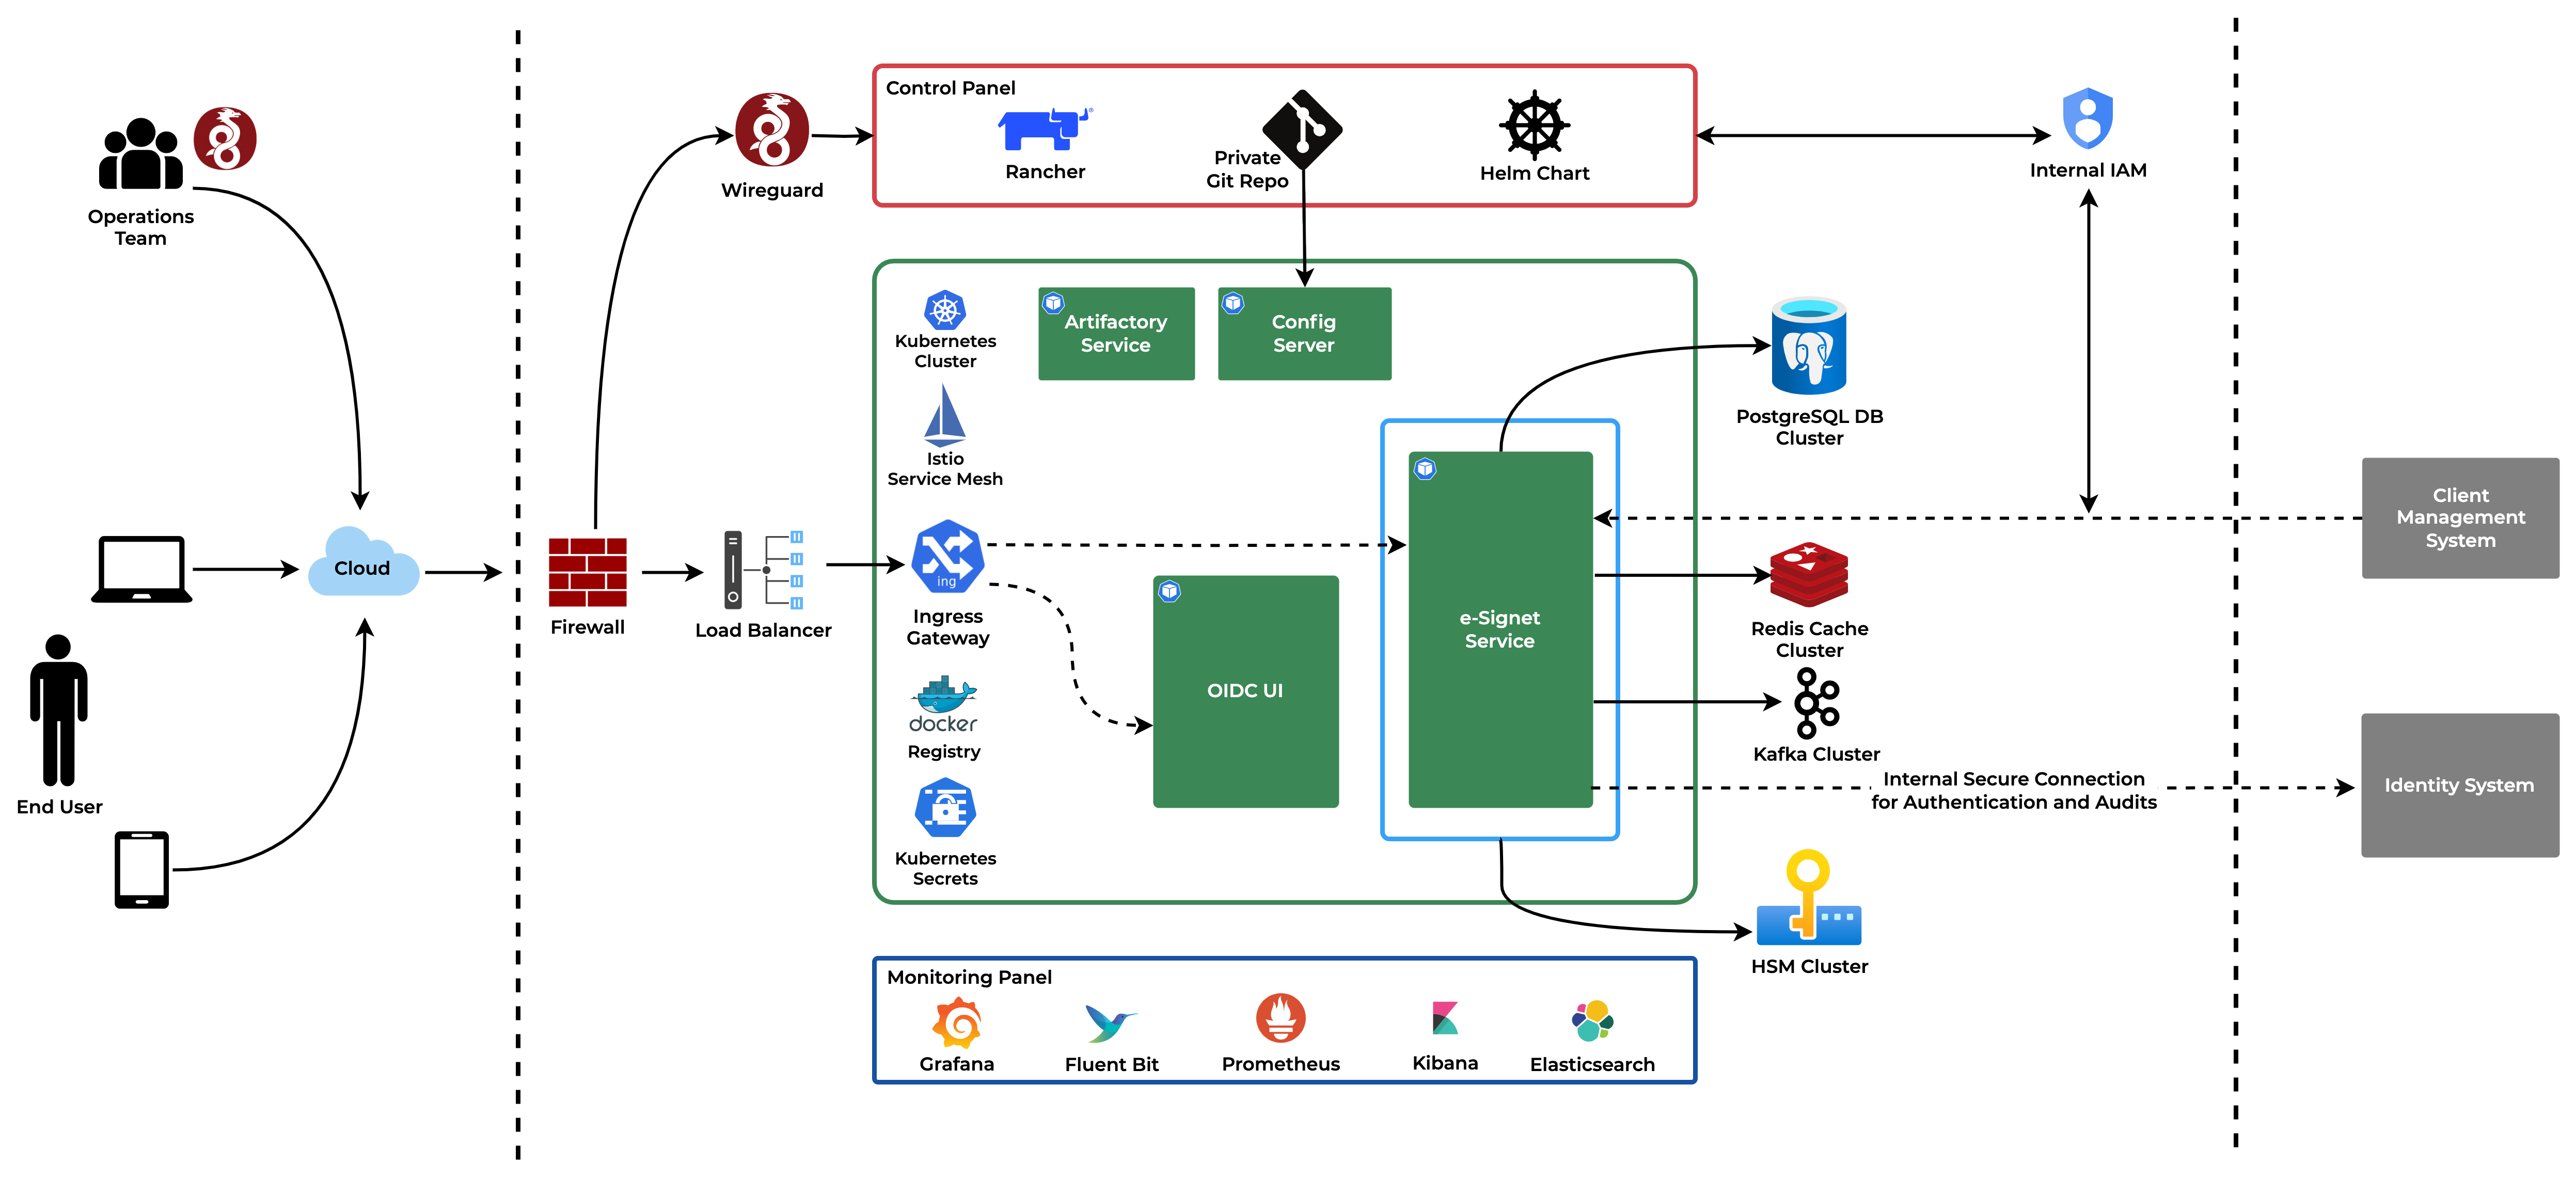 Operations
Team
Cloud
End User
Firewall
Wireguard
Load Balancer
Control Panel
Rancher
Private
Git Repo
Helm Chart
Internal IAM
Kubernetes
Cluster
Istio
Service Mesh
ing
Ingress
Gateway
docker
Registry
Kubernetes
Secrets
Artifactory
Service
Config
Server
OIDC UI
e-Signet
Service
PostgreSQL DB
Cluster
Redis Cache
Cluster
Kafka Cluster
Internal Secure Connection
for Authentication and Audits
HSM Cluster
Client
Management
System
Identity System
Monitoring Panel
Grafana
Fluent Bit
Prometheus
Kibana
Elasticsearch